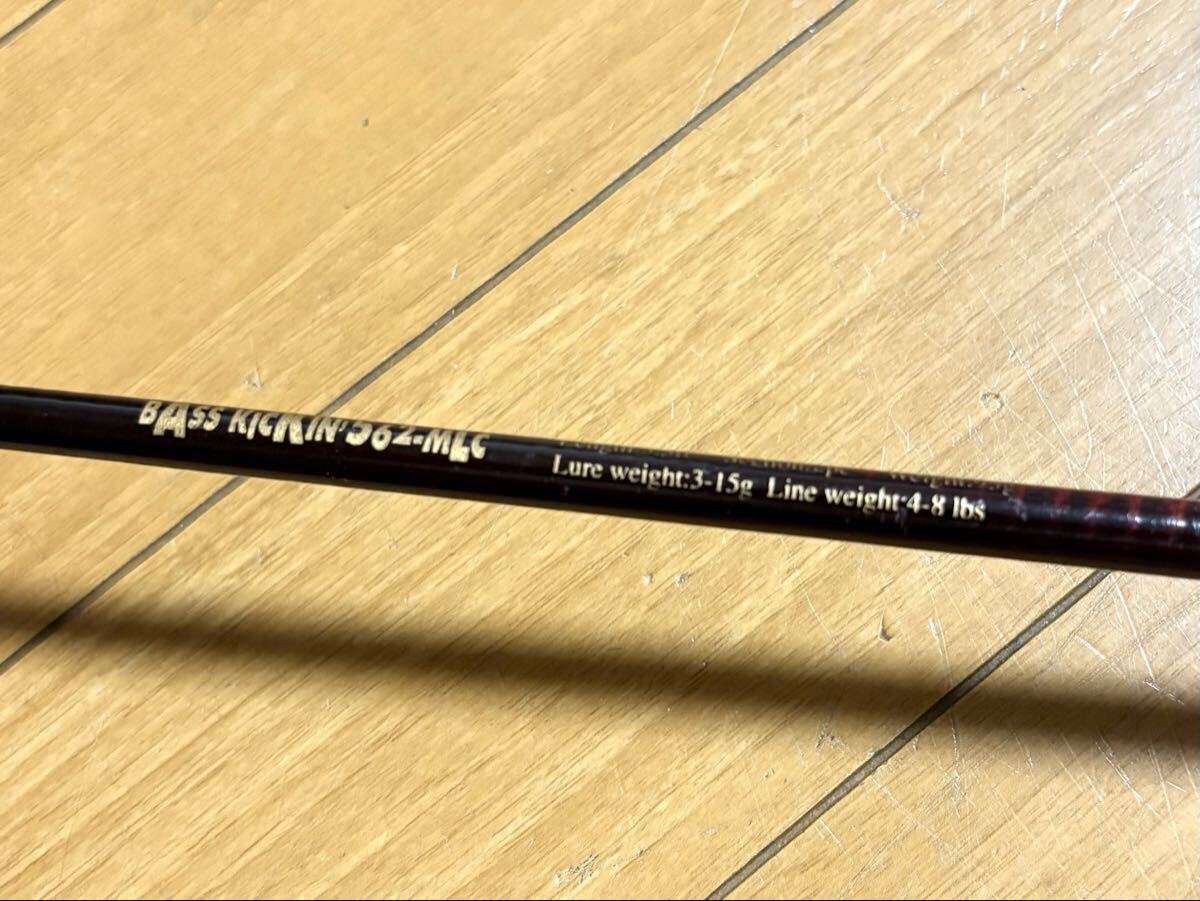 BASS KICKIN' 562-MLC
Lure weight:3-15g Line weight:4-8 lbs